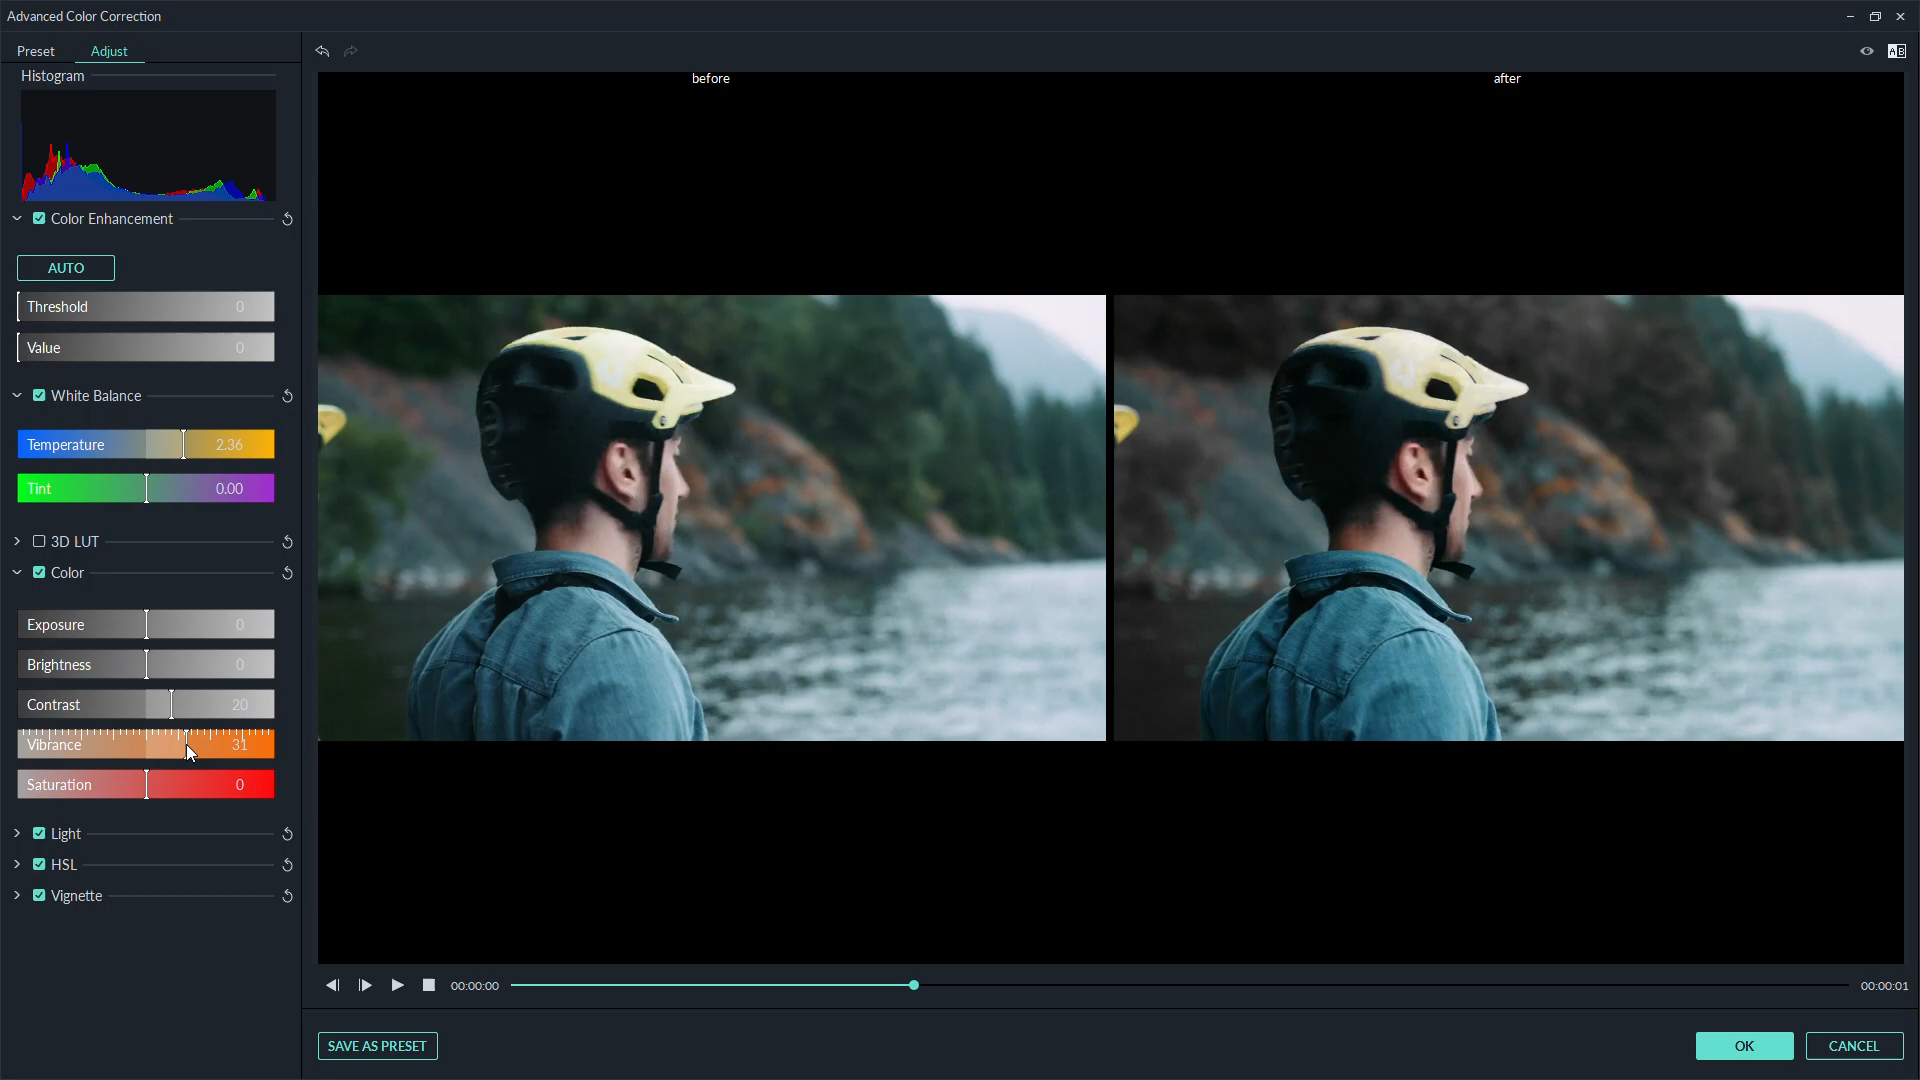 Advanced Color Correction
Preset
Adjust
Histogram
Color Enhancement
AUTO
Threshold 0
Value 0
White Balance
Temperature 2.36
Tint 0.00
3D LUT
Color
Exposure 0
Brightness 0
Contrast 20
Vibrance 31
Saturation 0
Light
HSL
Vignette
A B
before
after
00:00:00
00:00:01
SAVE AS PRESET
OK
CANCEL